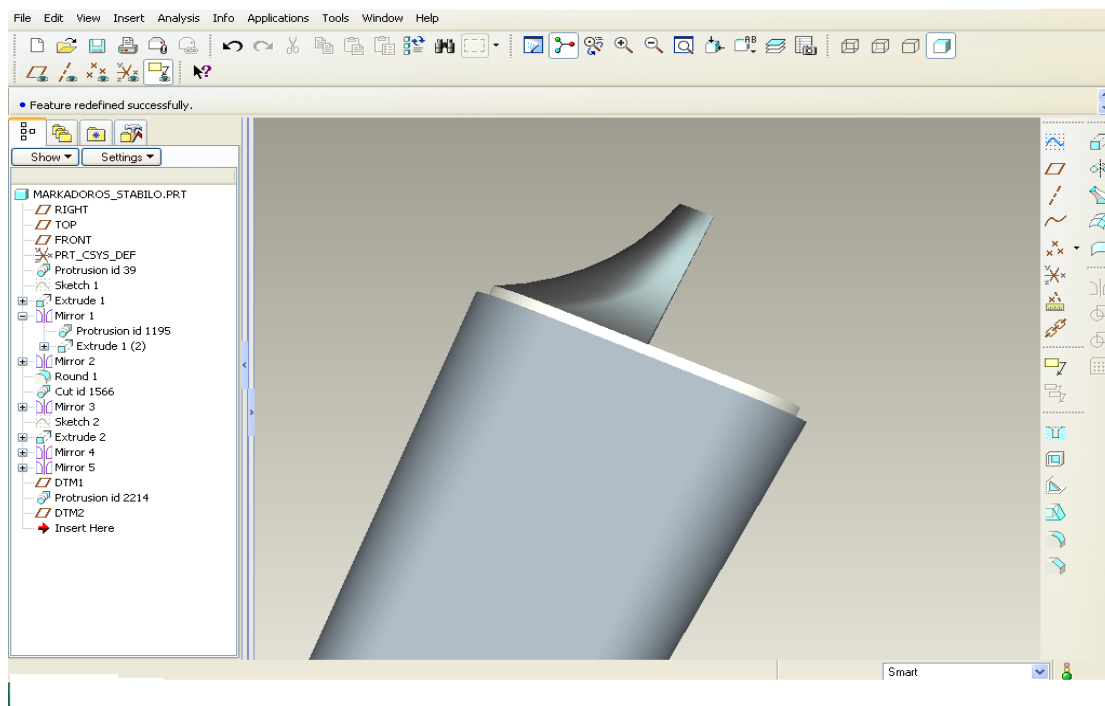 File Edit View Insert Analysis Info Applications Tools Window Help
Feature redefined successfully.
Show Settings
MARKADOROS_STABILO.PRT
RIGHT
TOP
FRONT
PRT_CSYS_DEF
Protrusion id 39
Sketch 1
Extrude 1
Mirror 1
Protrusion id 1195
Extrude 1 (2)
Mirror 2
Round 1
Cut id 1566
Mirror 3
Sketch 2
Extrude 2
Mirror 4
Mirror 5
DTM1
Protrusion id 2214
DTM2
Insert Here
Smart